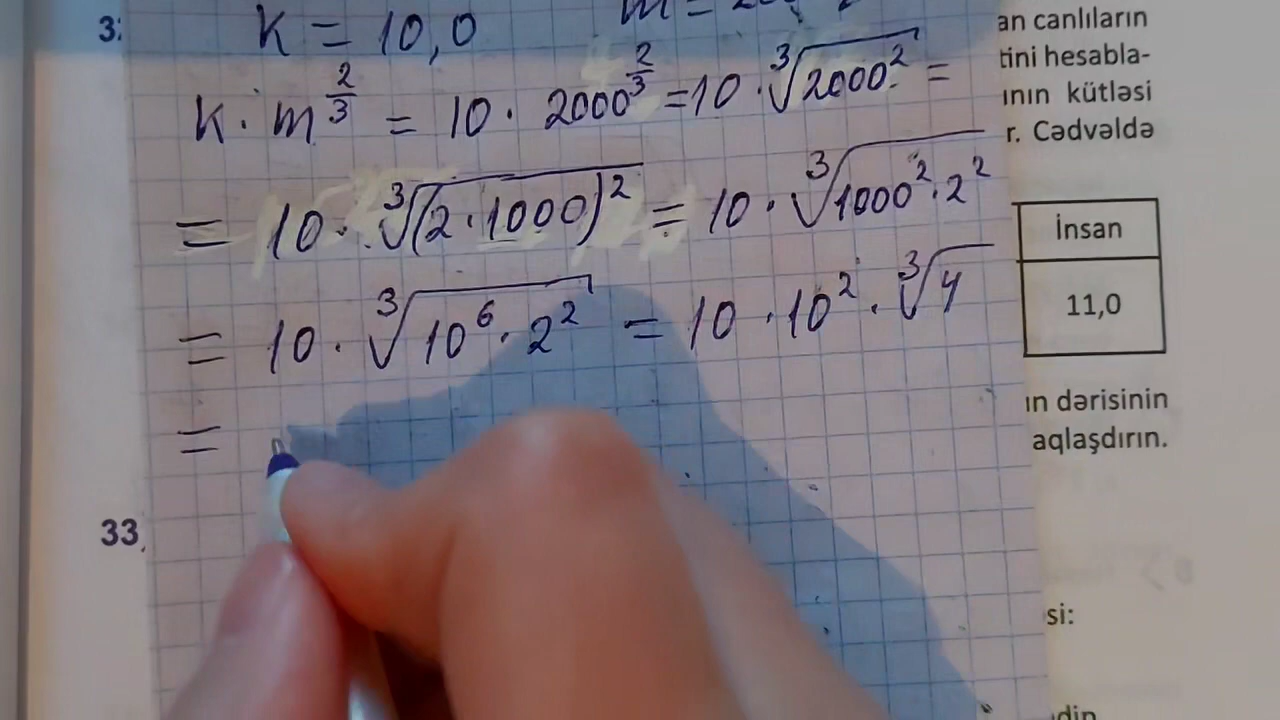 3.
k = 10,0
k · m^{2/3} = 10 · 2000^{2/3} = 10 · ∛(2000²) =
= 10 · ∛((2·1000)²) = 10 · ∛(1000² · 2²)
= 10 · ∛(10⁶ · 2²) = 10 · 10² · ∛4
=
33.
an canlıların
tini hesabla-
ının kütləsi
r. Cədvəldə
İnsan
11,0
ın dərisinin
aqlaşdırın.
si: